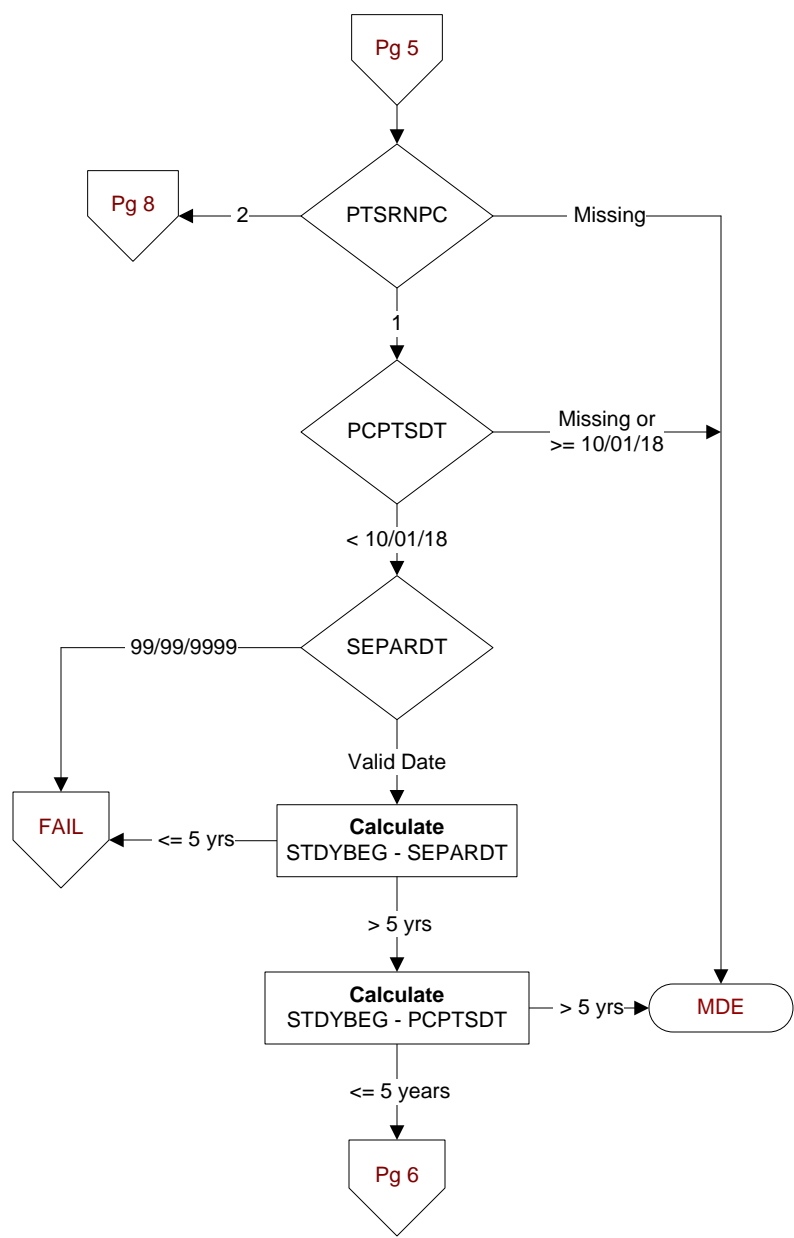 Pg 5
Pg 8
2
PTSRNPC
Missing
1
PCPTSDT
Missing or
>= 10/01/18
< 10/01/18
99/99/9999
SEPARDT
Valid Date
FAIL
<= 5 yrs
Calculate
STDYBEG - SEPARDT
> 5 yrs
Calculate
STDYBEG - PCPTSDT
> 5 yrs
MDE
<= 5 years
Pg 6